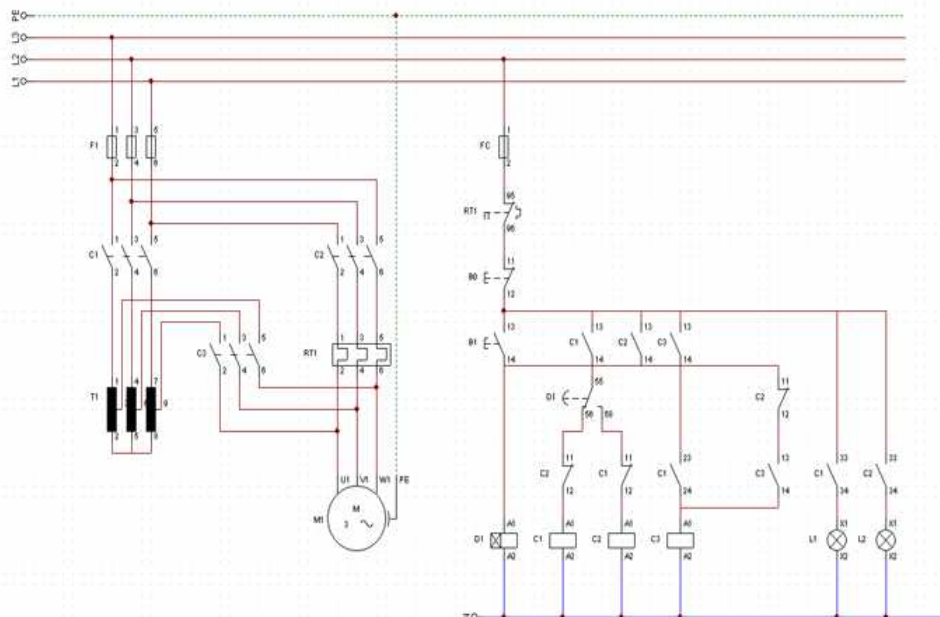 PE
L3
L2
L1
1 3 5
F1
2 4 6
1
FC
2
95
RT1
96
1 3 5
C1
2 4 6
1 3 5
C2
2 4 6
11
B0
12
1 3 5
C3
2 4 6
1 3 5
RT1
2 4 6
13
B1
14
13
C1
14
13
C2
14
13
C3
14
1 4 7
T1
9
2 5 8
55
D1
56
58
11
C2
12
11
C2
12
11
C1
12
23
C1
24
13
C3
14
33
C1
34
33
C2
34
U1 V1 W1 PE
M
3
M1
A1
D1
A2
A1
C1
A2
A1
C2
A2
A1
C3
A2
X1
L1
X2
X1
L2
X2